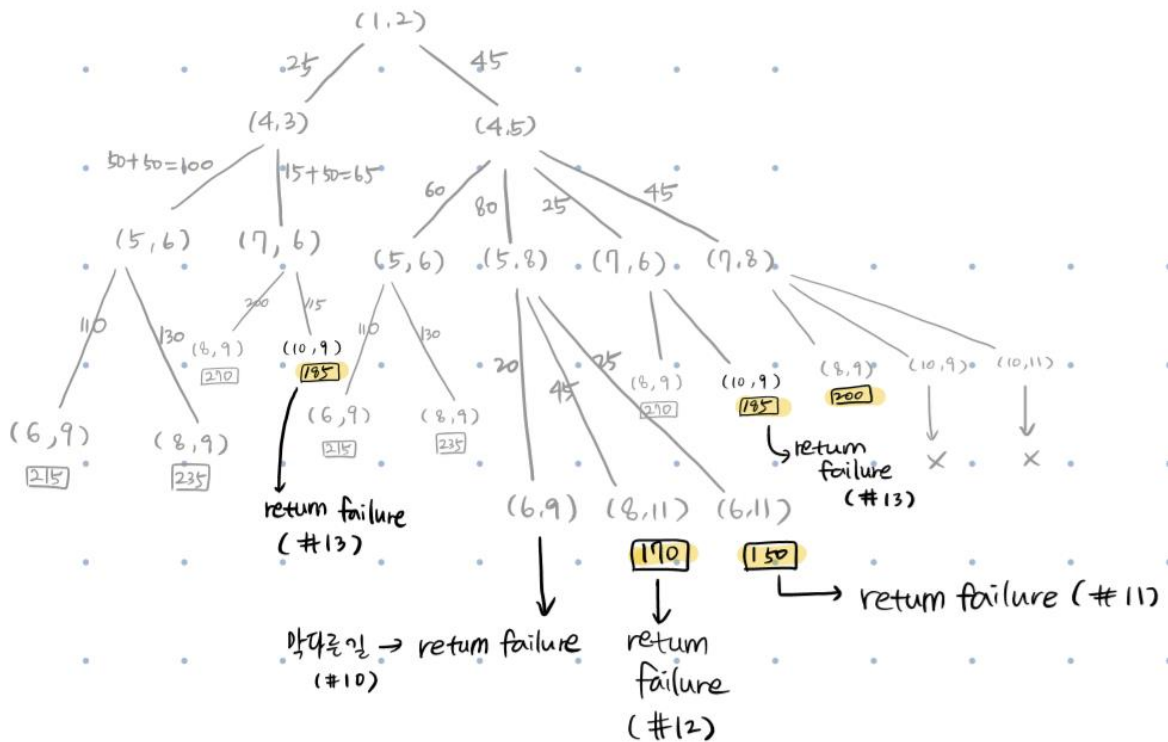 (1,2)
25 45
(4,3) (4,5)
50+50=100 15+50=65 60 80 25 45
(5,6) (7,6) (5,6) (5,8) (7,6) (7,8)
110 130 200 115 110 130 20 45 25
(8,9) (10,9) (8,9) (10,9) (8,9) (10,9) (10,11)
270 185 270 185 200
(6,9) (8,9) (6,9) (8,9) return failure (#13) × ×
215 235 215 235
return failure
(#13)
(6,9) (8,11) (6,11)
170 150
return failure (#11)
막다른길 → return failure
(#10)
return
failure
(#12)